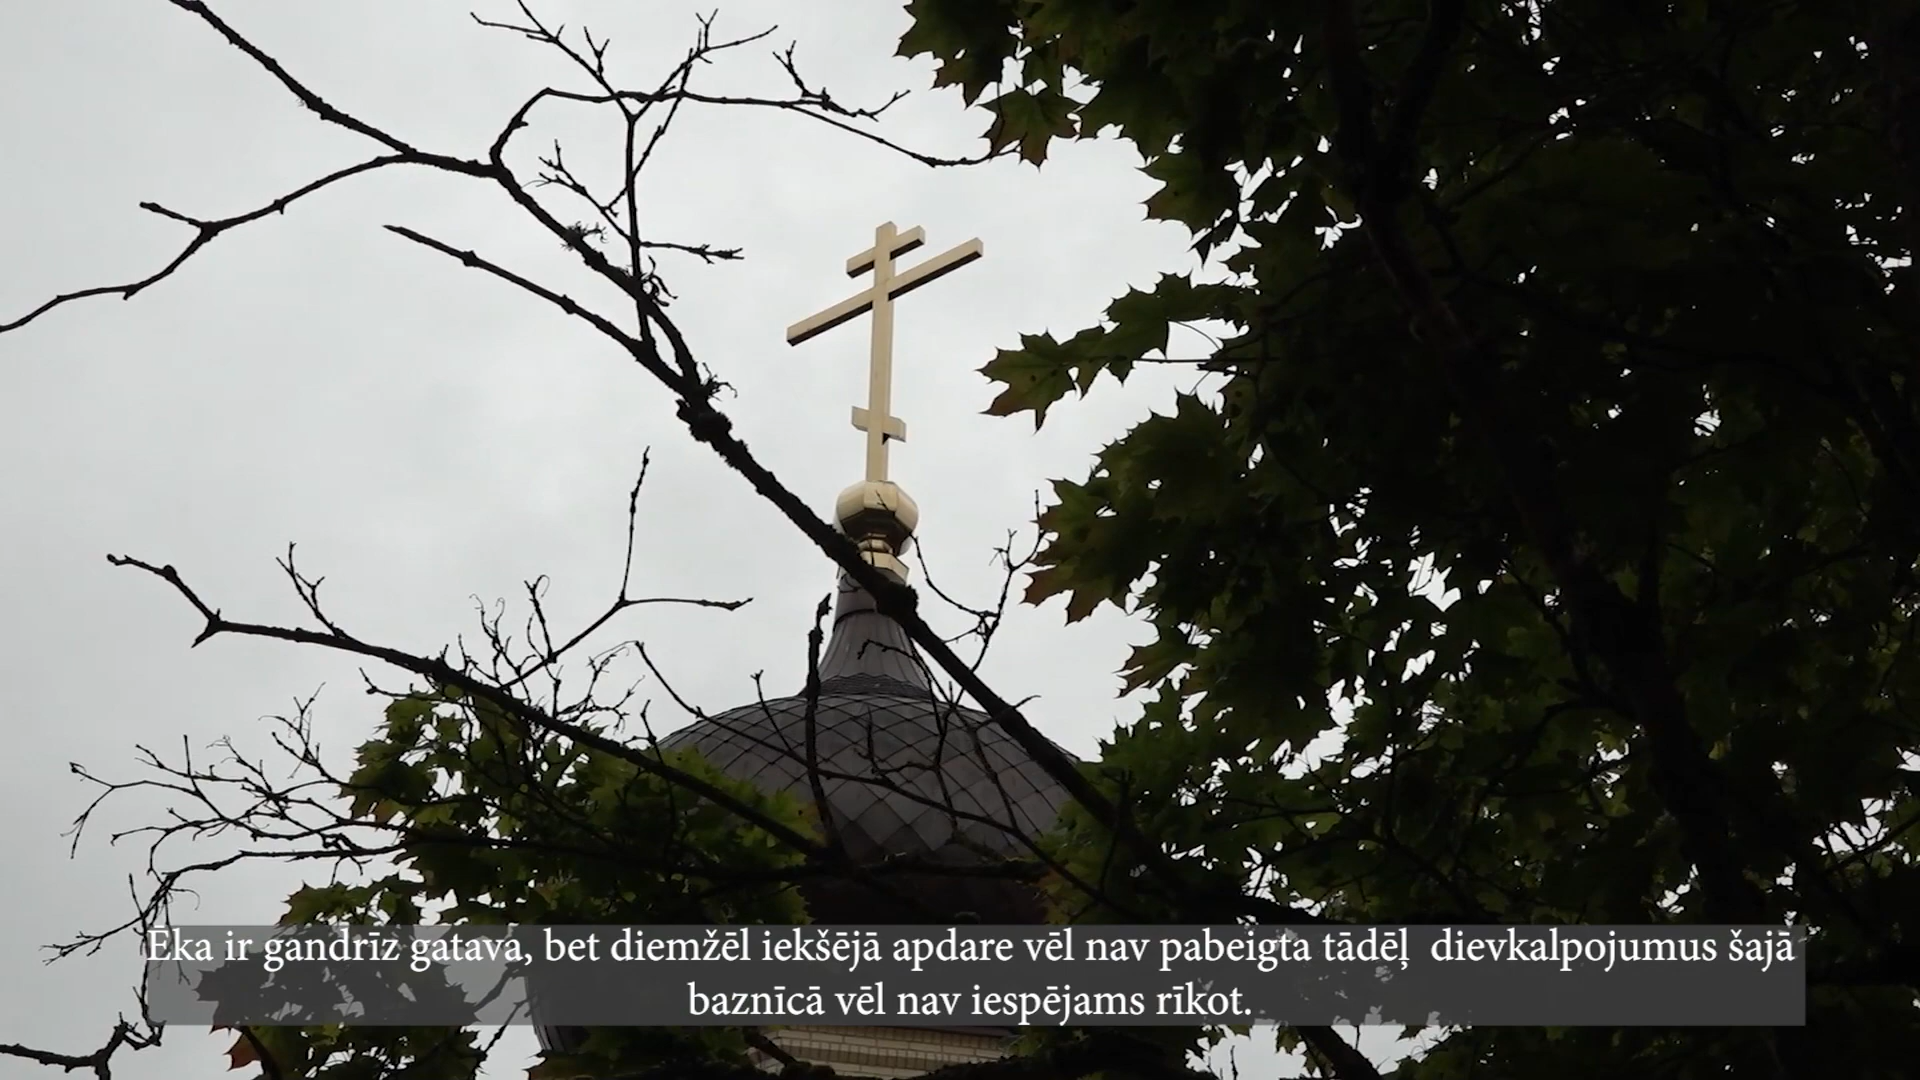 Ēka ir gandrīz gatava, bet diemžēl iekšējā apdare vēl nav pabeigta tādēļ  dievkalpojumus šajā
baznīcā vēl nav iespējams rīkot.